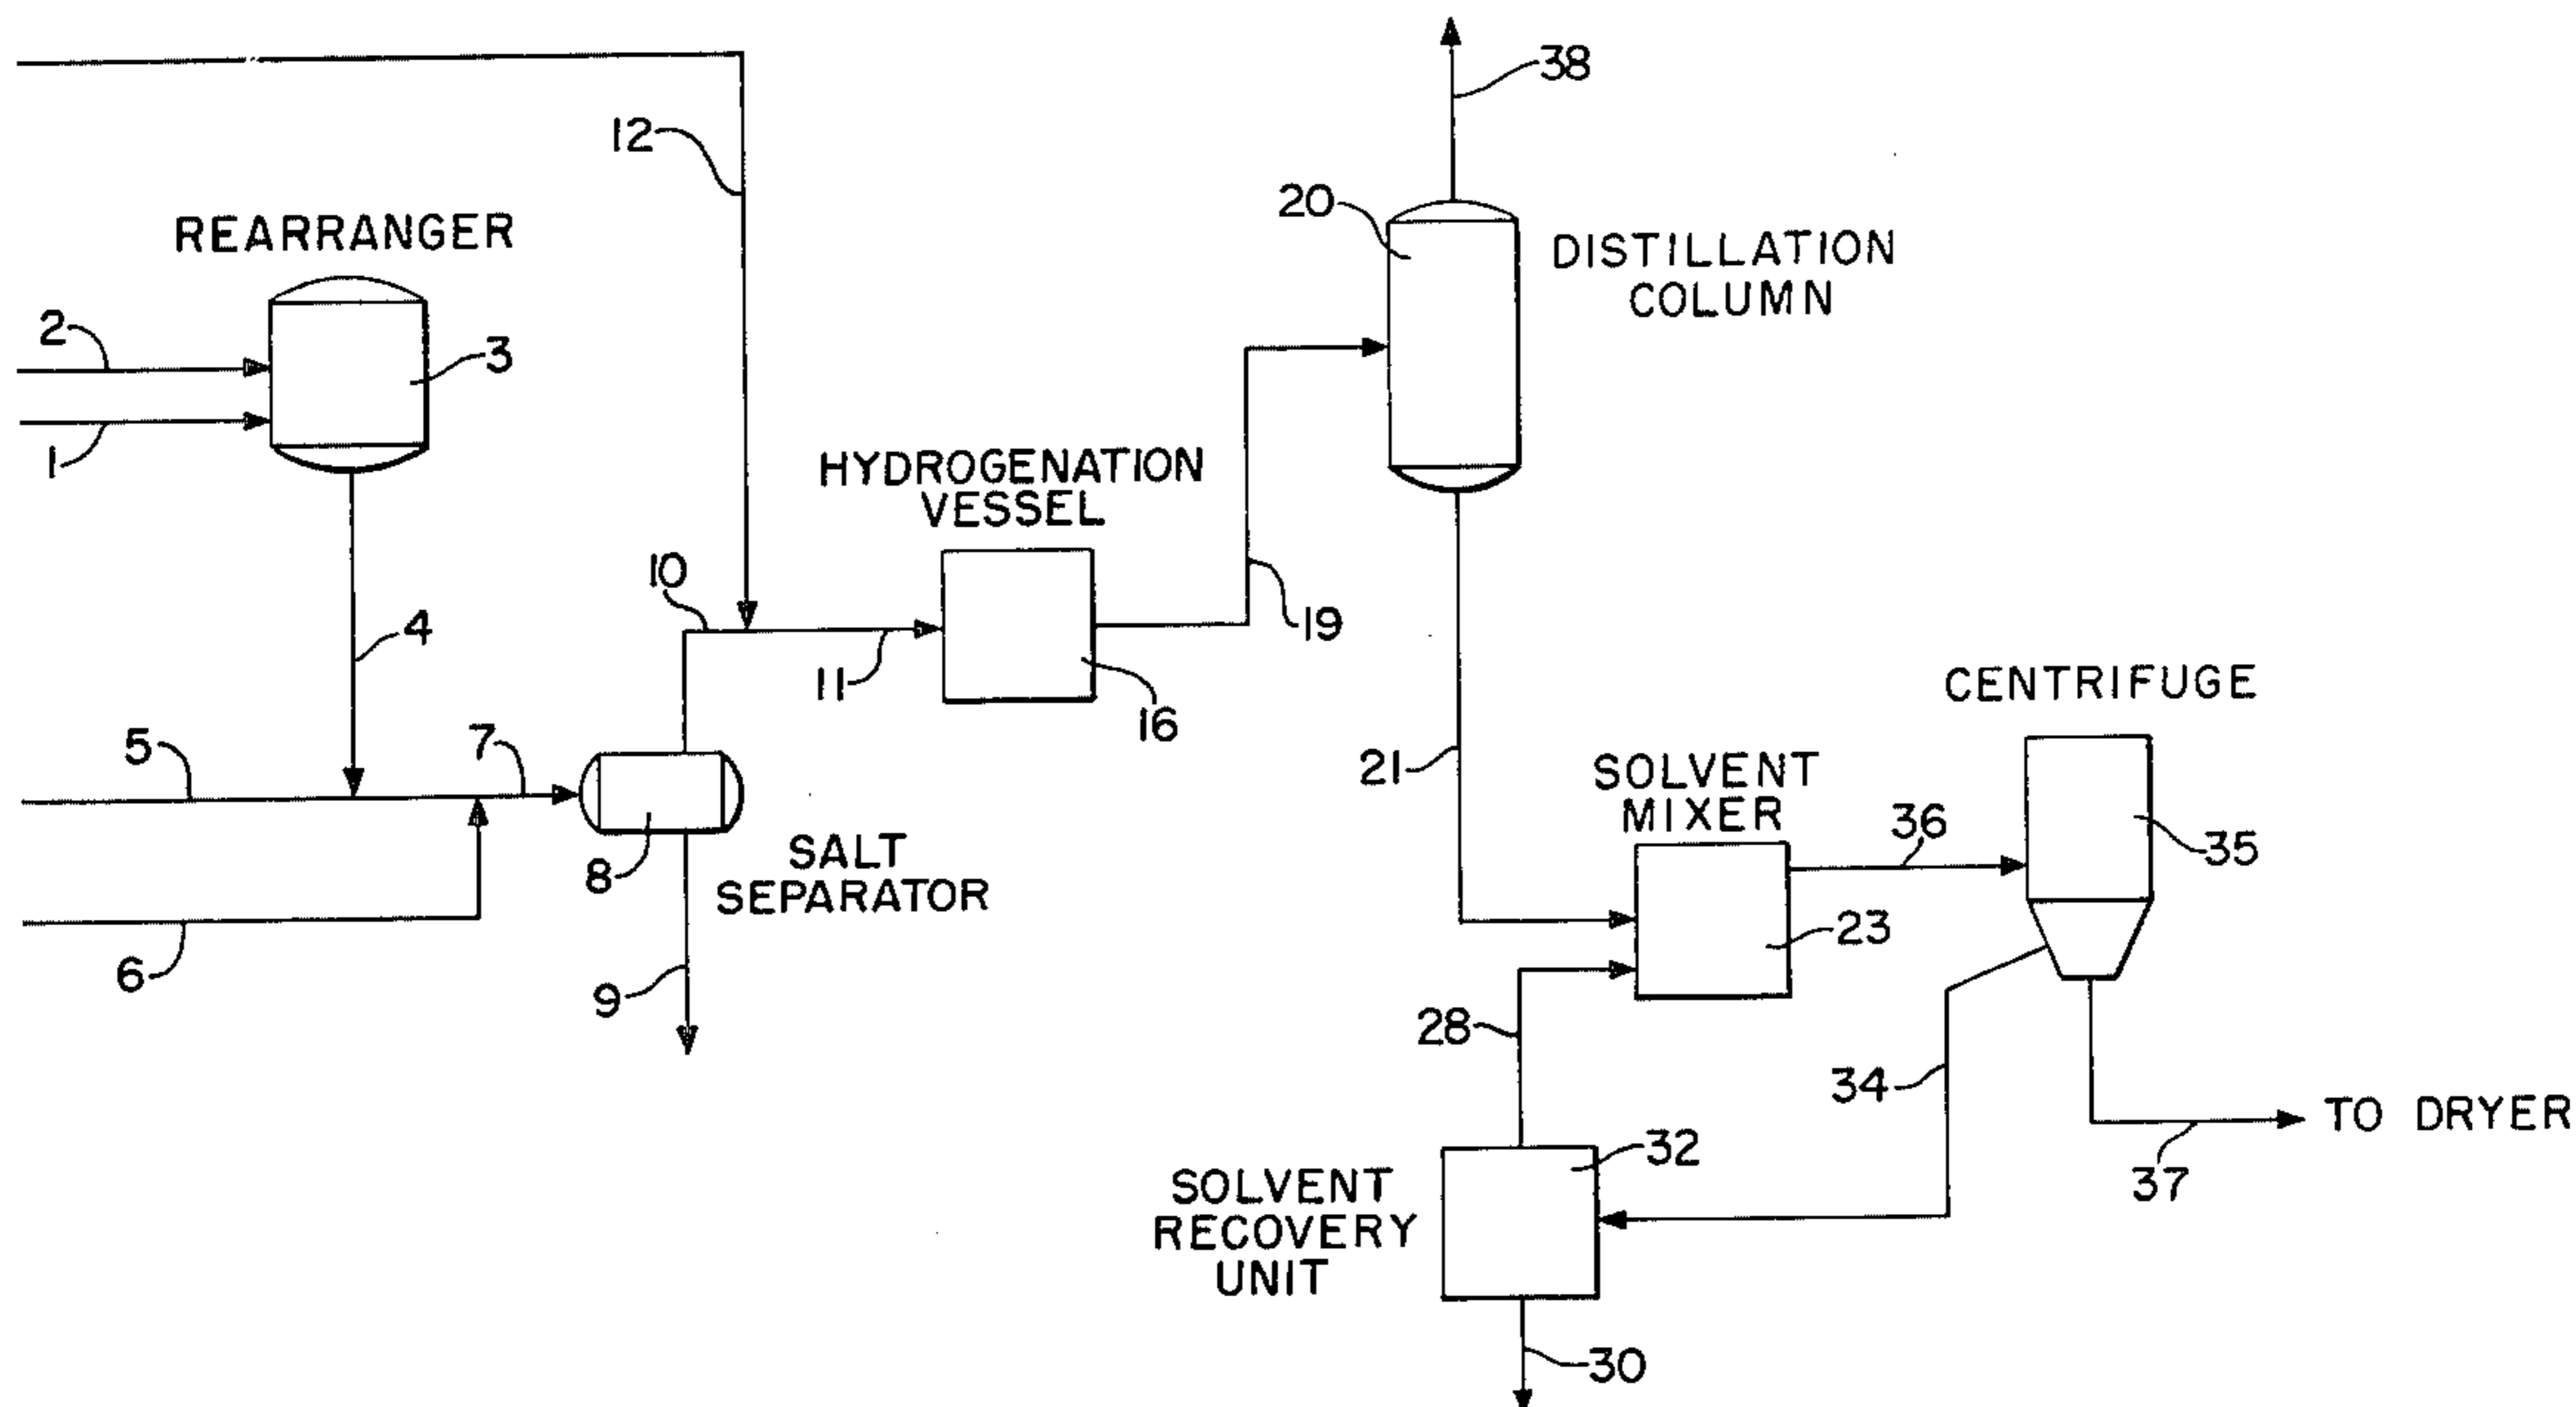 38
12
20
REARRANGER
DISTILLATION
COLUMN
2
3
1
HYDROGENATION
VESSEL
10
4
19
11
16
CENTRIFUGE
5
7
21
SOLVENT
MIXER
36
35
8
SALT
SEPARATOR
23
6
9
28
34
TO DRYER
32
37
SOLVENT
RECOVERY
UNIT
30